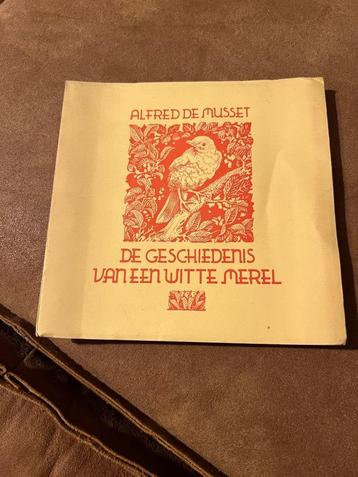 ALFRED DE MUSSET
DE GESCHIEDENIS
VAN EEN WITTE MEREL